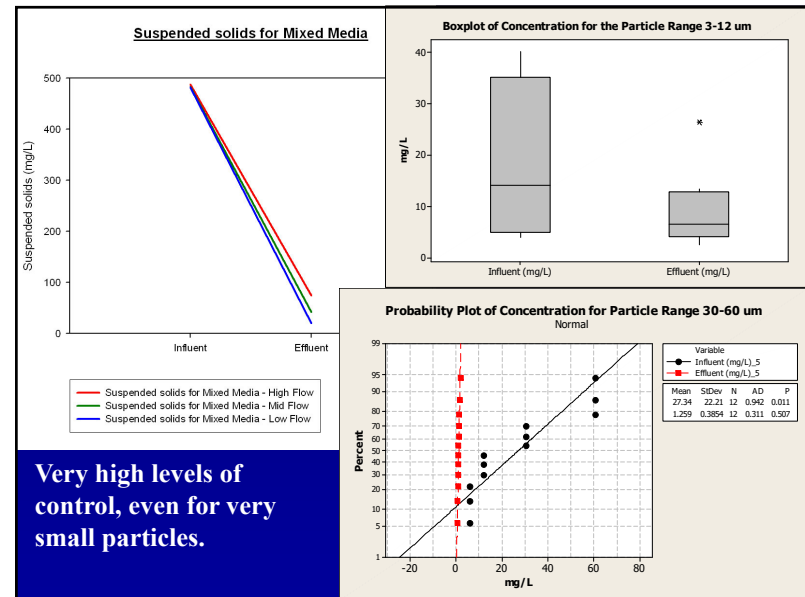 Suspended solids for Mixed Media
500
400
300
200
100
0
Suspended solids (mg/L)
Influent
Effluent
Suspended solids for Mixed Media - High Flow
Suspended solids for Mixed Media - Mid Flow
Suspended solids for Mixed Media - Low Flow
Boxplot of Concentration for the Particle Range 3-12 um
40
30
20
10
0
mg/L
Influent (mg/L)
Effluent (mg/L)
*
Probability Plot of Concentration for Particle Range 30-60 um
Normal
99
95
90
80
70
60
50
40
30
20
10
5
1
Percent
-20
0
20
40
60
80
mg/L
Variable
Influent (mg/L)_5
Effluent (mg/L)_5
Mean StDev N AD P
27.34 22.21 12 0.942 0.011
1.259 0.3854 12 0.311 0.507
Very high levels of
control, even for very
small particles.